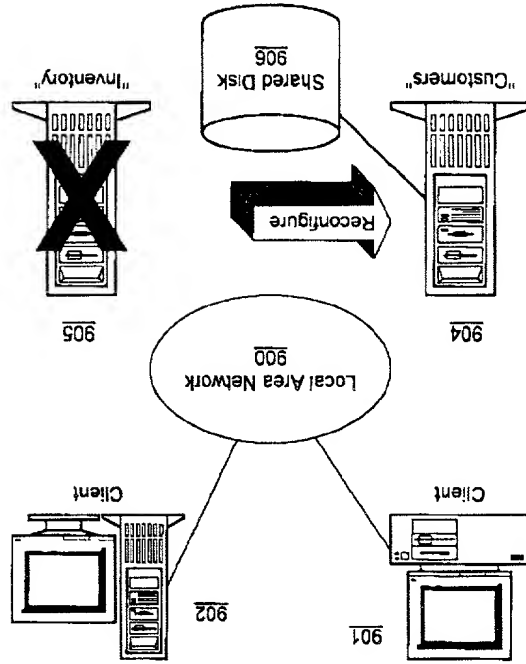 901
902
Client
Client
Local Area Network
900
904
905
Reconfigure
Shared Disk
906
"Customers"
"Inventory"